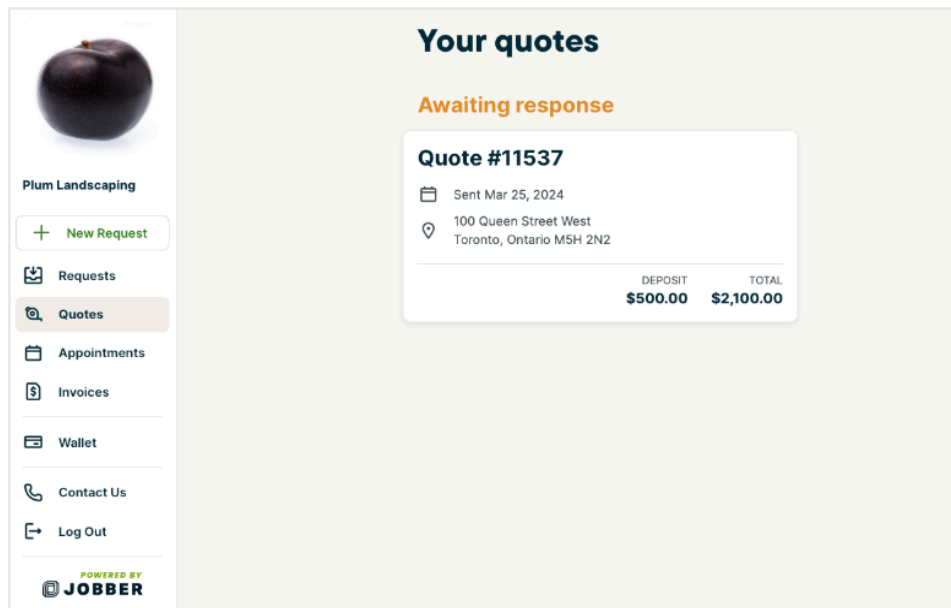 Plum Landscaping
New Request
Requests
Quotes
Appointments
Invoices
Wallet
Contact Us
Log Out
POWERED BY
JOBBER
Your quotes
Awaiting response
Quote #11537
Sent Mar 25, 2024
100 Queen Street West
Toronto, Ontario M5H 2N2
DEPOSIT TOTAL
$500.00 $2,100.00